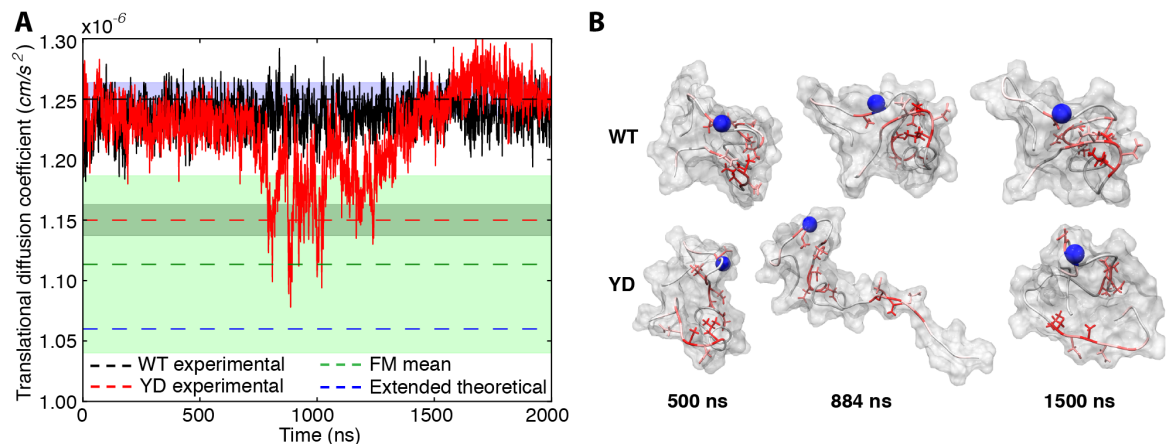 A
B
x10^-6
Translational diffusion coefficient (cm/s^2)
1.30
1.25
1.20
1.15
1.10
1.05
1.00
WT experimental
FM mean
YD experimental
Extended theoretical
0
500
1000
1500
2000
Time (ns)
WT
YD
500 ns
884 ns
1500 ns